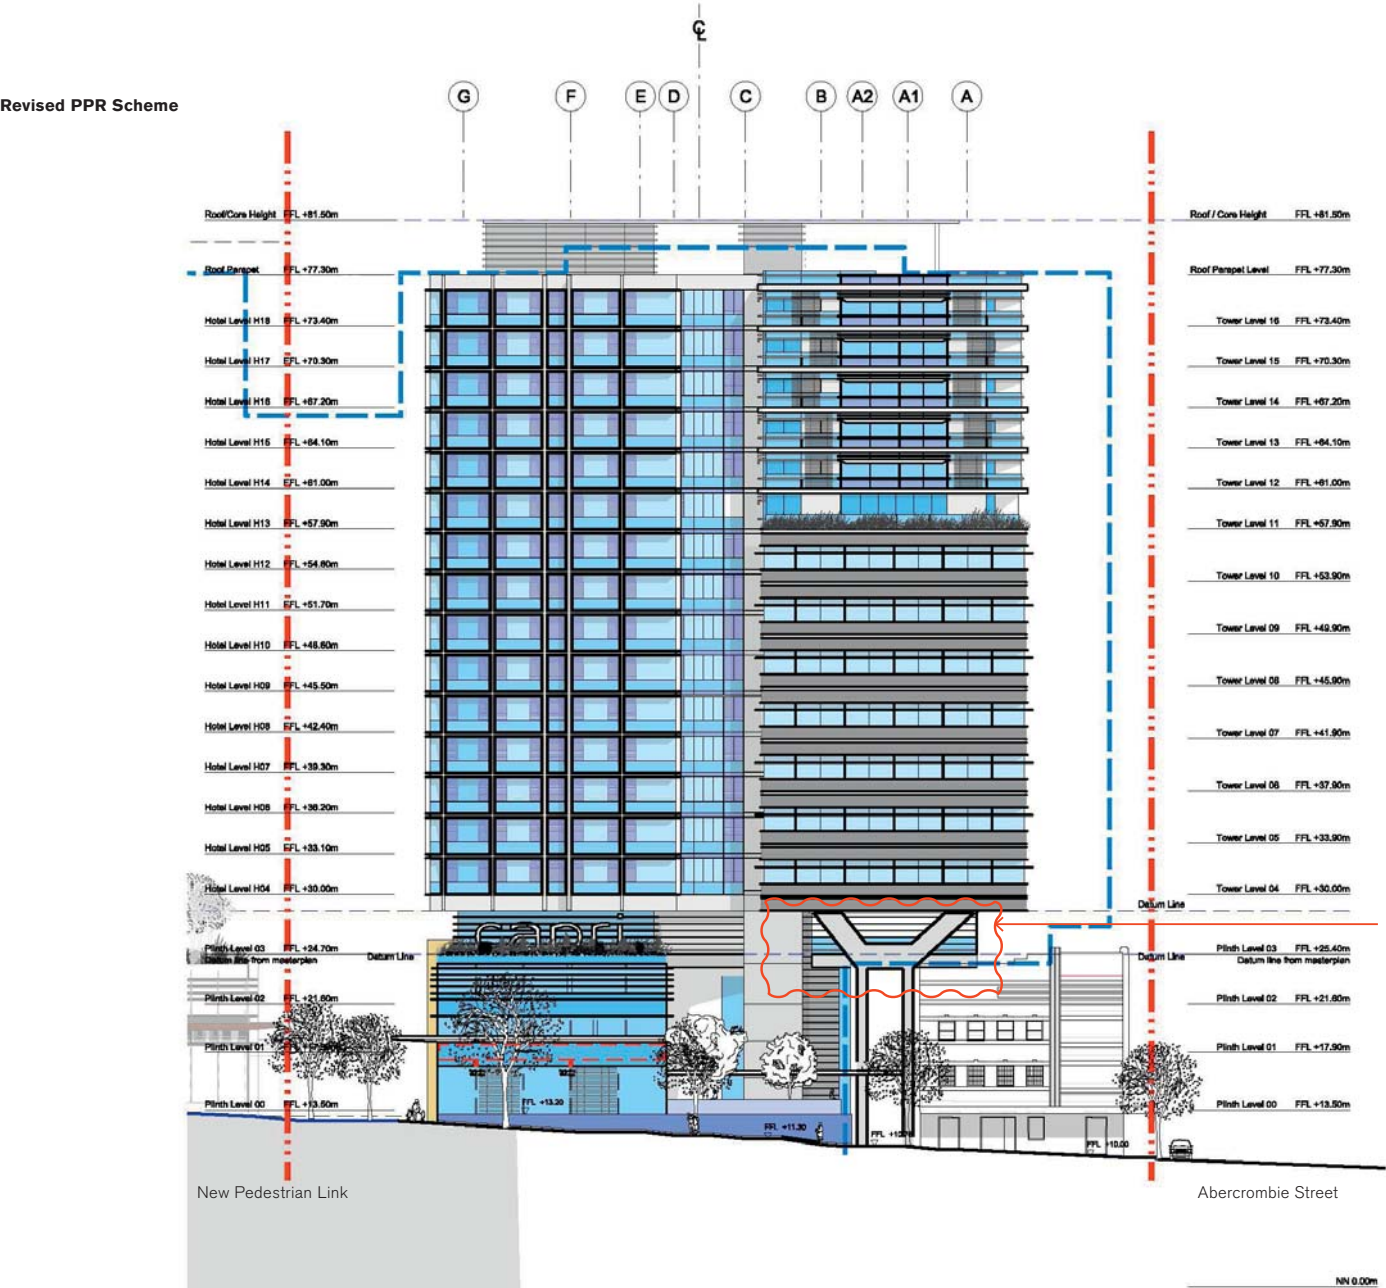 Revised PPR Scheme
G F E D C B A2 A1 A
Roof/Core Height FFL +81.50m
Roof Parapet FFL +77.30m
Hotel Level H18 FFL +73.40m
Hotel Level H17 FFL +70.30m
Hotel Level H16 FFL +67.20m
Hotel Level H15 FFL +64.10m
Hotel Level H14 FFL +61.00m
Hotel Level H13 FFL +57.90m
Hotel Level H12 FFL +54.80m
Hotel Level H11 FFL +51.70m
Hotel Level H10 FFL +48.60m
Hotel Level H09 FFL +45.50m
Hotel Level H08 FFL +42.40m
Hotel Level H07 FFL +39.30m
Hotel Level H06 FFL +36.20m
Hotel Level H05 FFL +33.10m
Hotel Level H04 FFL +30.00m
Plinth Level 03 FFL +24.70m
Datum line from masterplan
Datum Line
Plinth Level 02 FFL +21.60m
Plinth Level 01
Plinth Level 00 FFL +13.50m
Roof / Core Height FFL +81.50m
Roof Parapet Level FFL +77.30m
Tower Level 16 FFL +73.40m
Tower Level 15 FFL +70.30m
Tower Level 14 FFL +67.20m
Tower Level 13 FFL +64.10m
Tower Level 12 FFL +61.00m
Tower Level 11 FFL +57.90m
Tower Level 10 FFL +53.90m
Tower Level 09 FFL +49.90m
Tower Level 08 FFL +45.90m
Tower Level 07 FFL +41.90m
Tower Level 06 FFL +37.90m
Tower Level 05 FFL +33.90m
Tower Level 04 FFL +30.00m
Datum Line
Plinth Level 03 FFL +25.40m
Datum Line
Datum line from masterplan
Plinth Level 02 FFL +21.60m
Plinth Level 01 FFL +17.90m
Plinth Level 00 FFL +13.50m
capri
FFL +13.20
FFL +11.30
FFL
FFL +10.00
New Pedestrian Link
Abercrombie Street
NN 0.00m